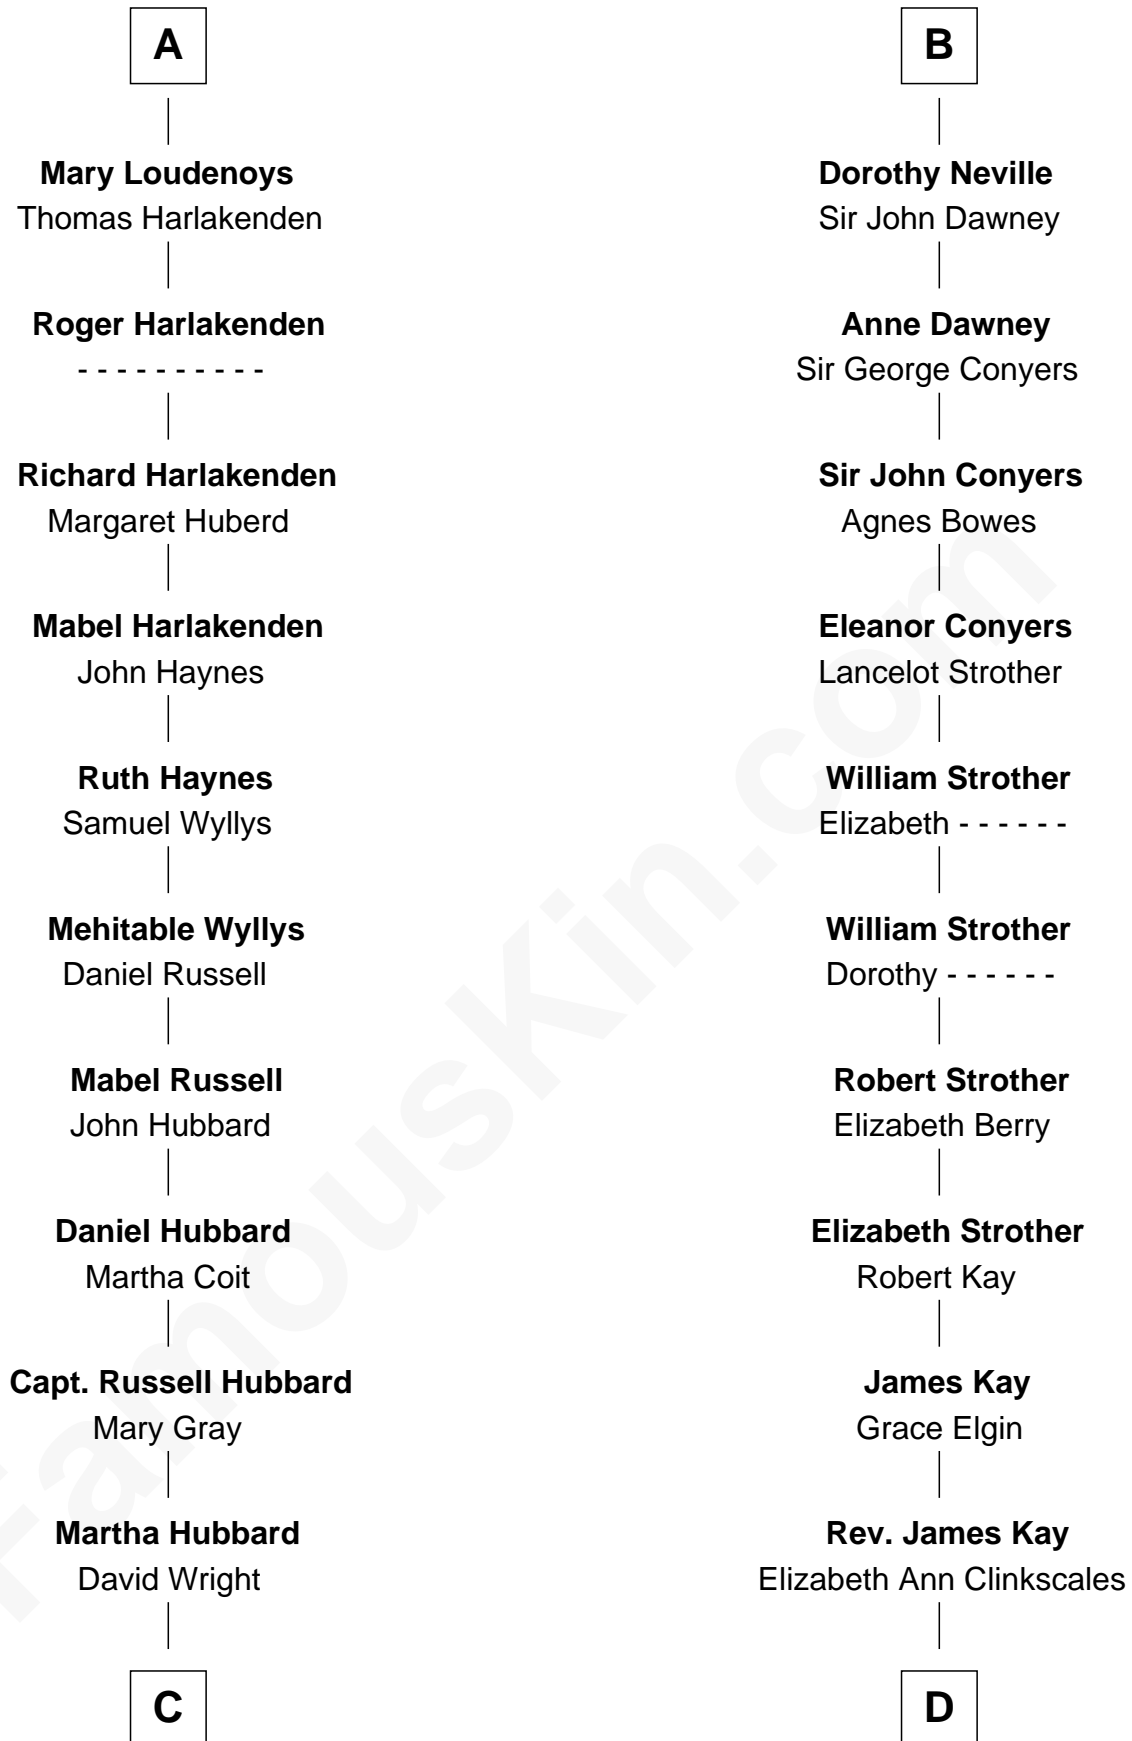 A
Mary Loudenoys
Thomas Harlakenden
Roger Harlakenden
- - - - - - - - - -
Richard Harlakenden
Margaret Huberd
Mabel Harlakenden
John Haynes
Ruth Haynes
Samuel Wyllys
Mehitable Wyllys
Daniel Russell
Mabel Russell
John Hubbard
Daniel Hubbard
Martha Coit
Capt. Russell Hubbard
Mary Gray
Martha Hubbard
David Wright
C
B
Dorothy Neville
Sir John Dawney
Anne Dawney
Sir George Conyers
Sir John Conyers
Agnes Bowes
Eleanor Conyers
Lancelot Strother
William Strother
Elizabeth - - - - - -
William Strother
Dorothy - - - - - -
Robert Strother
Elizabeth Berry
Elizabeth Strother
Robert Kay
James Kay
Grace Elgin
Rev. James Kay
Elizabeth Ann Clinkscales
D
FamousKin.com